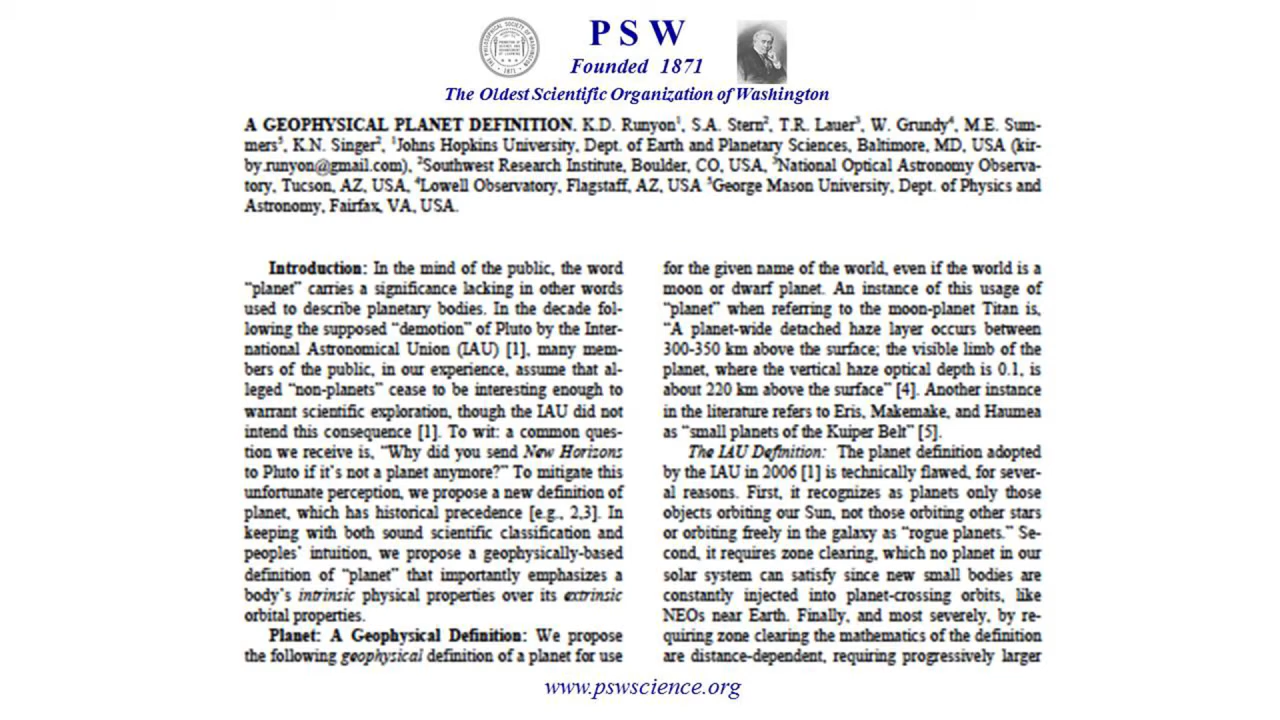 P S W
Founded 1871
The Oldest Scientific Organization of Washington
A GEOPHYSICAL PLANET DEFINITION. K.D. Runyon¹, S.A. Stern², T.R. Lauer³, W. Grundy⁴, M.E. Sum-
mers⁵, K.N. Singer², ¹Johns Hopkins University, Dept. of Earth and Planetary Sciences, Baltimore, MD, USA (kir-
by.runyon@gmail.com), ²Southwest Research Institute, Boulder, CO, USA, ³National Optical Astronomy Observa-
tory, Tucson, AZ, USA, ⁴Lowell Observatory, Flagstaff, AZ, USA ⁵George Mason University, Dept. of Physics and
Astronomy, Fairfax, VA, USA.
Introduction: In the mind of the public, the word
“planet” carries a significance lacking in other words
used to describe planetary bodies. In the decade fol-
lowing the supposed “demotion” of Pluto by the Inter-
national Astronomical Union (IAU) [1], many mem-
bers of the public, in our experience, assume that al-
leged “non-planets” cease to be interesting enough to
warrant scientific exploration, though the IAU did not
intend this consequence [1]. To wit: a common ques-
tion we receive is, “Why did you send New Horizons
to Pluto if it’s not a planet anymore?” To mitigate this
unfortunate perception, we propose a new definition of
planet, which has historical precedence [e.g., 2,3]. In
keeping with both sound scientific classification and
peoples’ intuition, we propose a geophysically-based
definition of “planet” that importantly emphasizes a
body’s intrinsic physical properties over its extrinsic
orbital properties.
Planet: A Geophysical Definition: We propose
the following geophysical definition of a planet for use
for the given name of the world, even if the world is a
moon or dwarf planet. An instance of this usage of
“planet” when referring to the moon-planet Titan is,
“A planet-wide detached haze layer occurs between
300-350 km above the surface; the visible limb of the
planet, where the vertical haze optical depth is 0.1, is
about 220 km above the surface” [4]. Another instance
in the literature refers to Eris, Makemake, and Haumea
as “small planets of the Kuiper Belt” [5].
The IAU Definition: The planet definition adopted
by the IAU in 2006 [1] is technically flawed, for sever-
al reasons. First, it recognizes as planets only those
objects orbiting our Sun, not those orbiting other stars
or orbiting freely in the galaxy as “rogue planets.” Se-
cond, it requires zone clearing, which no planet in our
solar system can satisfy since new small bodies are
constantly injected into planet-crossing orbits, like
NEOs near Earth. Finally, and most severely, by re-
quiring zone clearing the mathematics of the definition
are distance-dependent, requiring progressively larger
www.pswscience.org